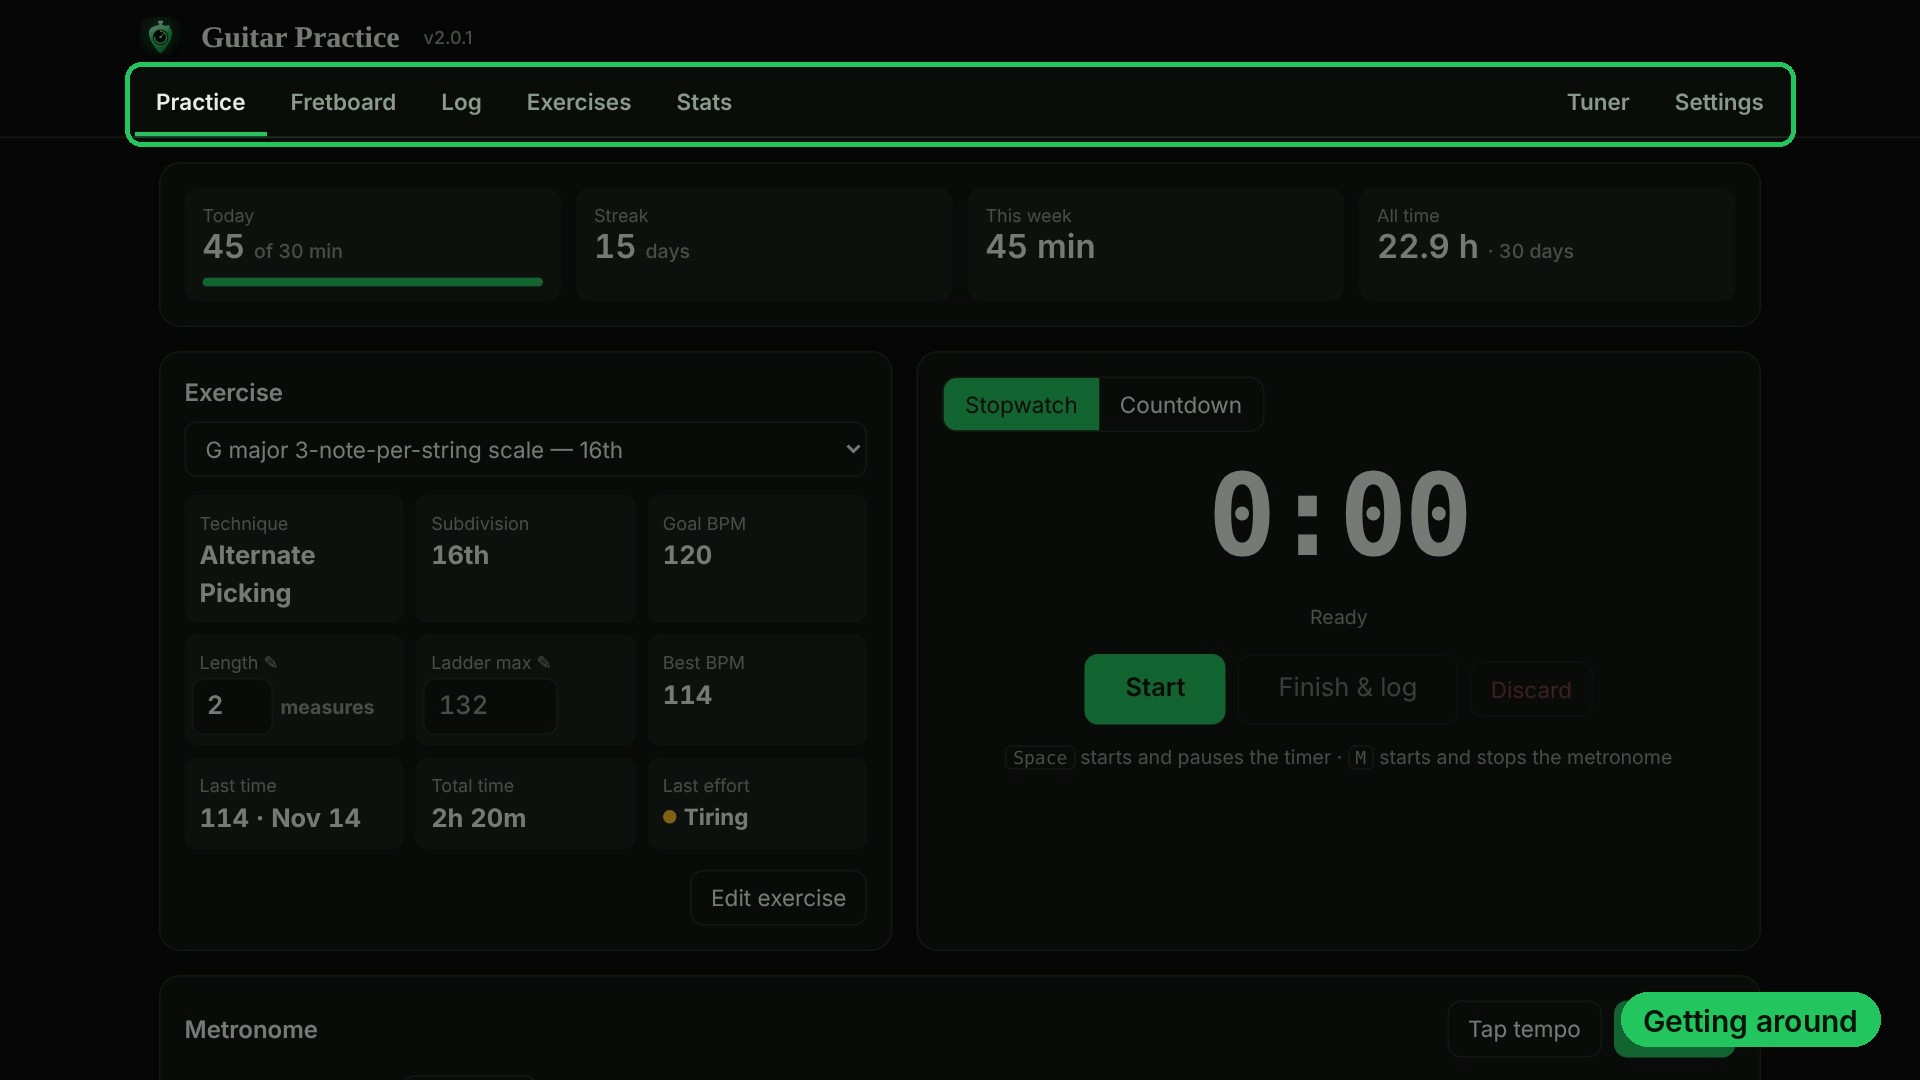 Guitar Practice v2.0.1
Practice Fretboard Log Exercises Stats Tuner Settings
Today
45 of 30 min
Streak
15 days
This week
45 min
All time
22.9 h · 30 days
Exercise
G major 3-note-per-string scale — 16th
Technique
Alternate
Picking
Subdivision
16th
Goal BPM
120
Length ✎
2 measures
Ladder max ✎
132
Best BPM
114
Last time
114 · Nov 14
Total time
2h 20m
Last effort
Tiring
Edit exercise
Stopwatch Countdown
0:00
Ready
Start Finish & log Discard
Space starts and pauses the timer · M starts and stops the metronome
Metronome
Tap tempo
Getting around